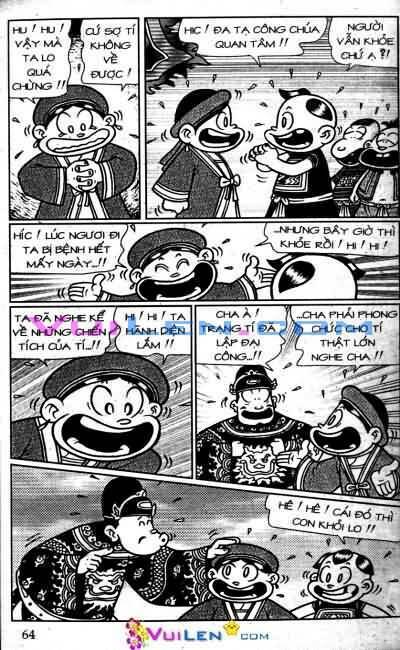 HU! HU!
VẬY MÀ
TA LO
QUÁ
CHỪNG!!
CỨ SỢ TÍ
KHÔNG
VỀ
ĐƯỢC!
HIC! ĐA TẠ CÔNG CHÚA
QUAN TÂM!!
NGƯỜI
VẪN KHỎE
CHỨ Ạ?!
HÍC! LÚC NGƯƠI ĐI
TA BỊ BỆNH HẾT
MẤY NGÀY...!!
...NHƯNG BÂY GIỜ THÌ
KHỎE RỒI! HI! HI!
TA ĐÃ NGHE KỂ
VỀ NHỮNG CHIẾN
TÍCH CỦA TÍ...!!
HI! HI! TA
HÃNH DIỆN
LẮM!!
CHA À!
TRẠNG TÍ ĐÃ
LẬP ĐẠI
CÔNG...!!
...CHA PHẢI PHONG
CHỨC CHO TÍ
THẬT LỚN
NGHE CHA!!
HÊ! HÊ! CÁI ĐÓ THÌ
CON KHỎI LO!!
64
VUILEN.COM